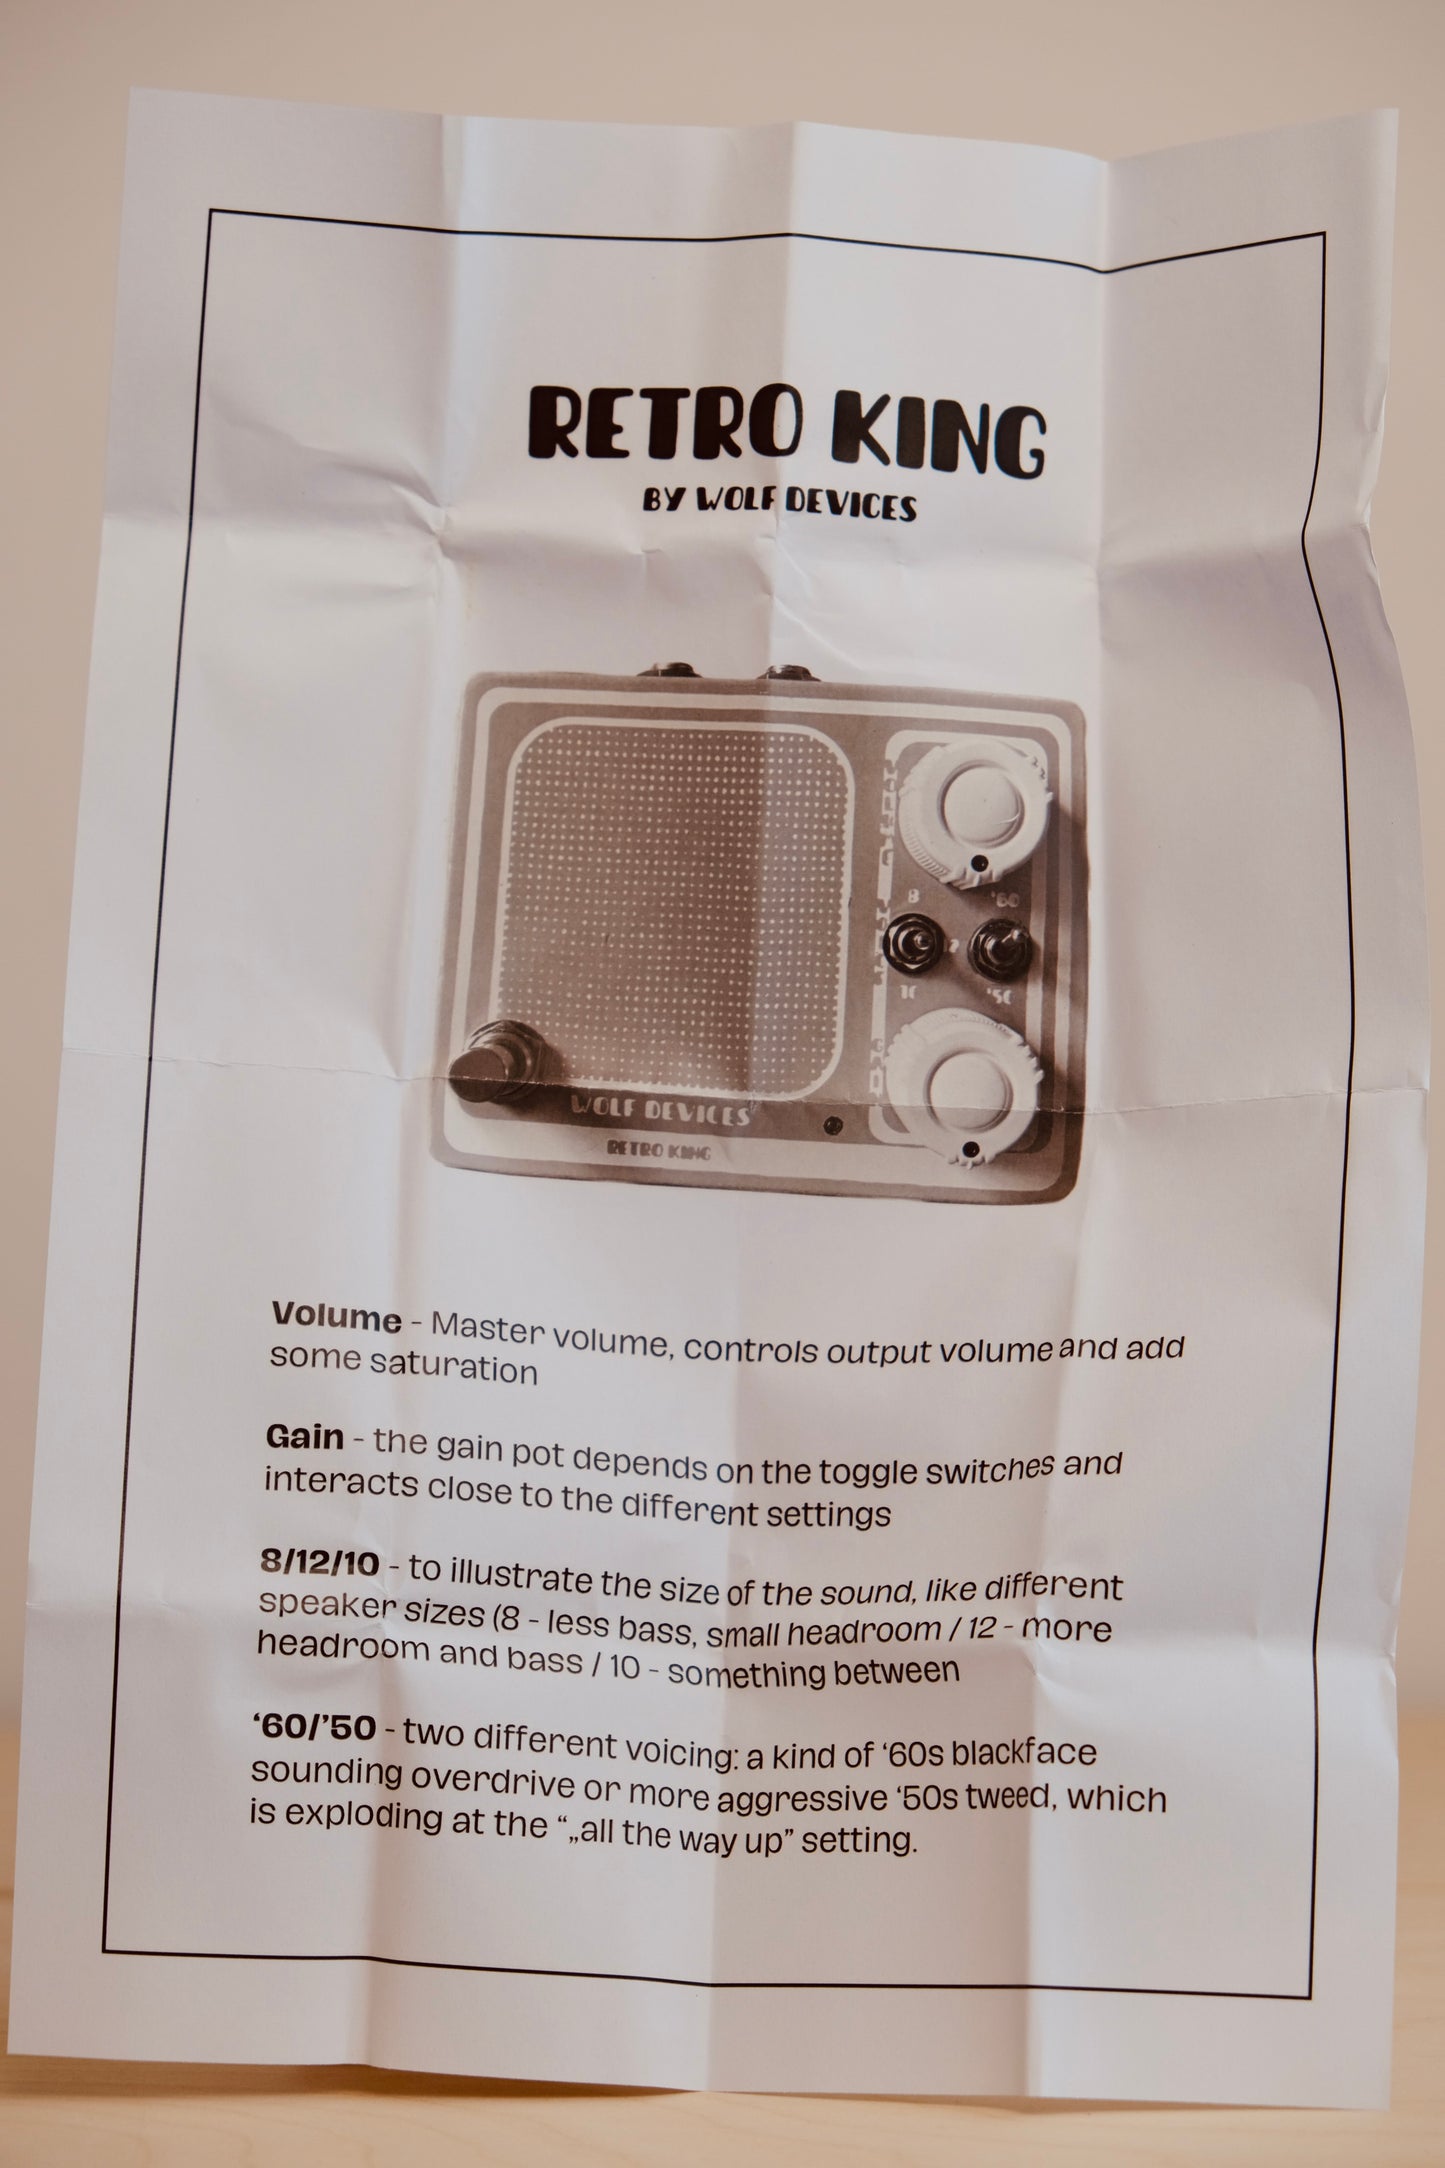 RETRO KING
BY WOLF DEVICES
8
'60
'50
WOLF DEVICES
RETRO KING
Volume - Master volume, controls output volume and add
some saturation
Gain - the gain pot depends on the toggle switches and
interacts close to the different settings
8/12/10 - to illustrate the size of the sound, like different
speaker sizes (8 - less bass, small headroom / 12 - more
headroom and bass / 10 - something between
‘60/’50 - two different voicing: a kind of ‘60s blackface
sounding overdrive or more aggressive ‘50s tweed, which
is exploding at the “„all the way up” setting.